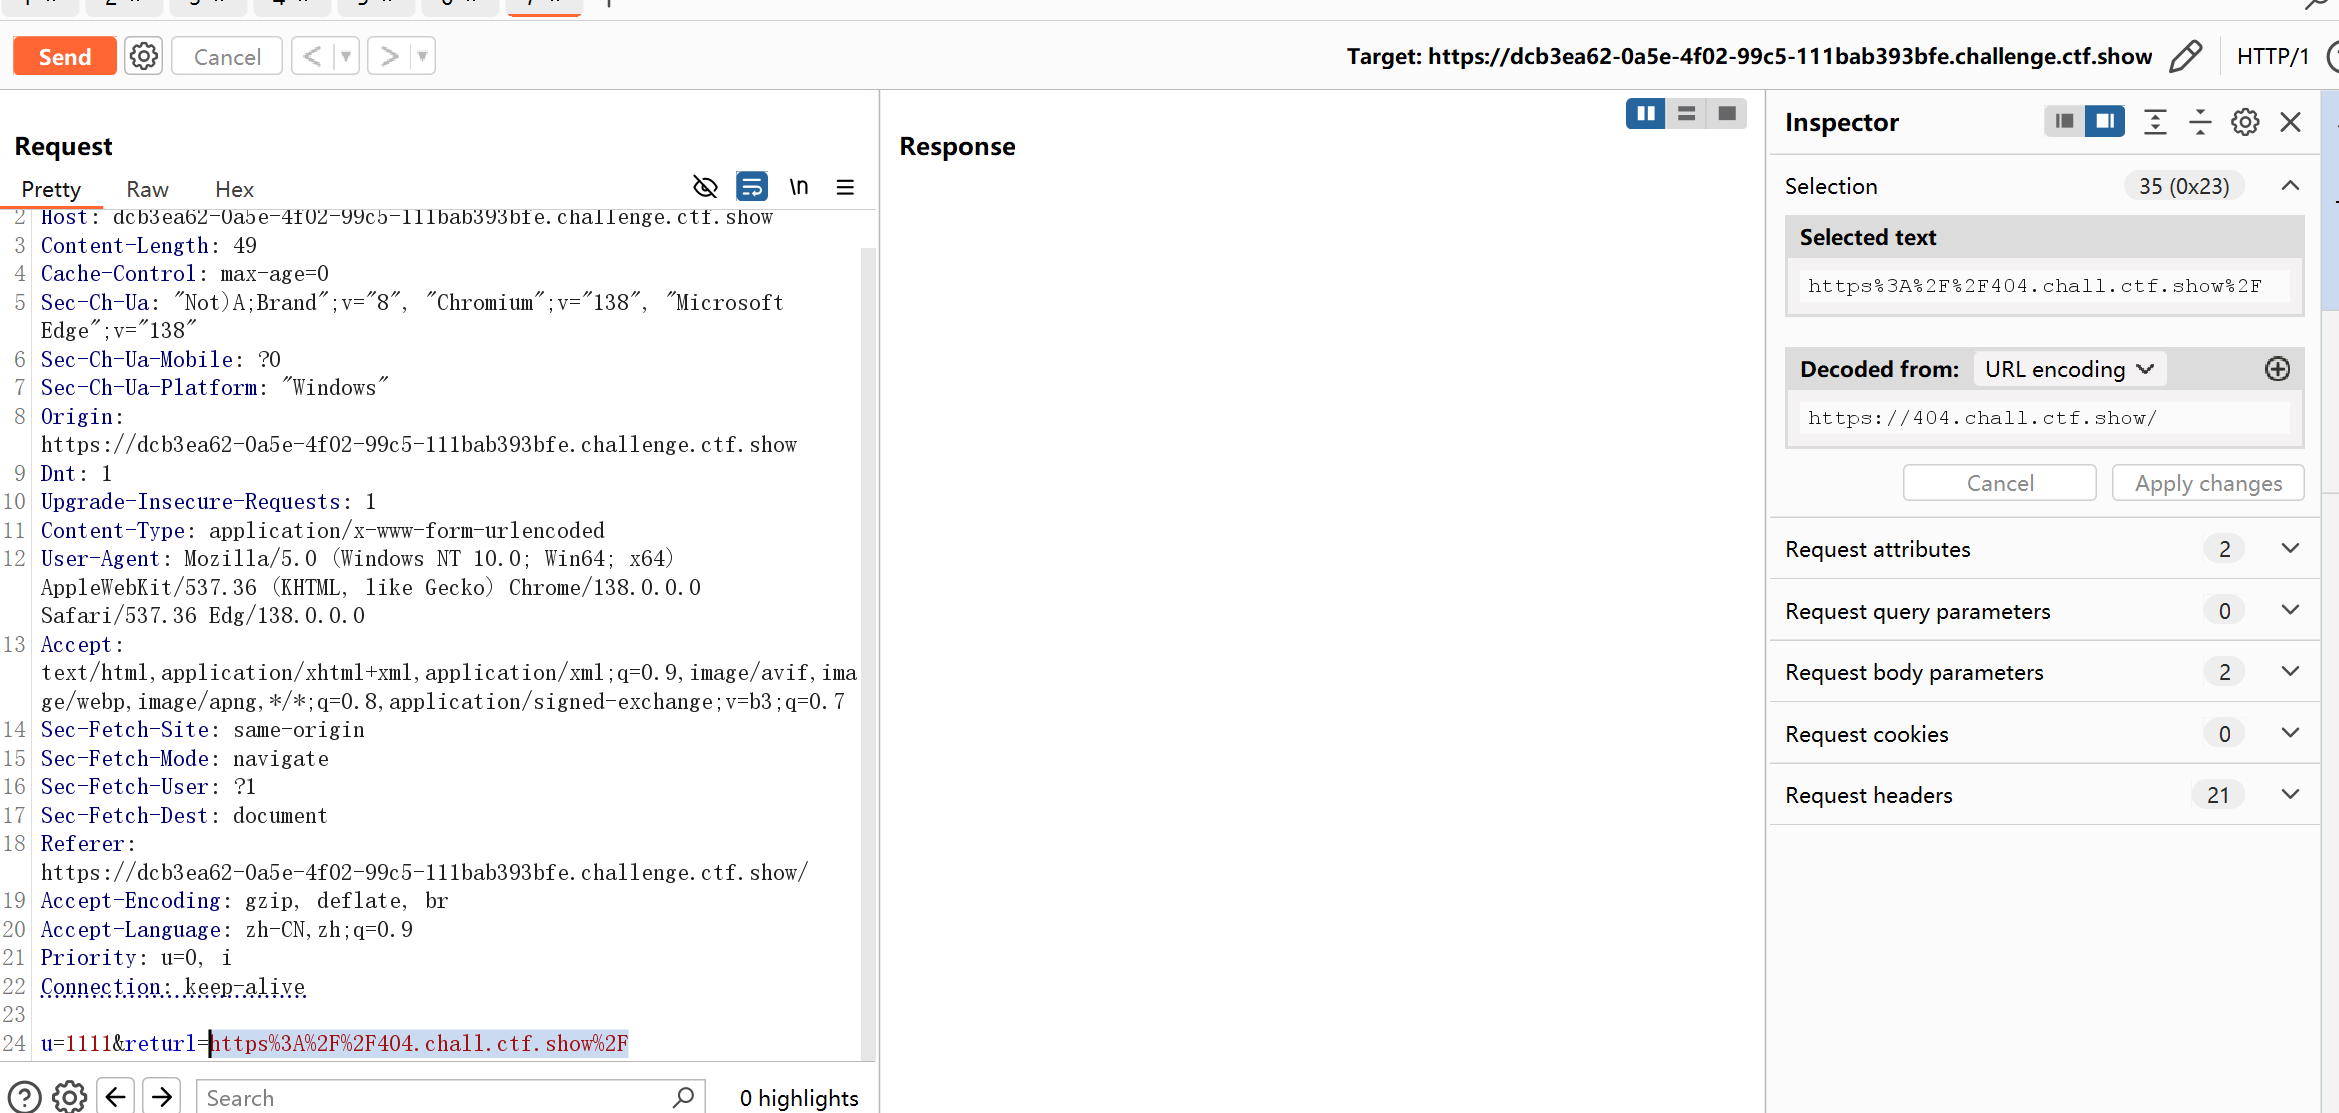 Send
Cancel
Target: https://dcb3ea62-0a5e-4f02-99c5-111bab393bfe.challenge.ctf.show
HTTP/1
Request
Pretty
Raw
Hex
\n
2 Host: dcb3ea62-0a5e-4f02-99c5-111bab393bfe.challenge.ctf.show
3 Content-Length: 49
4 Cache-Control: max-age=0
5 Sec-Ch-Ua: "Not)A;Brand";v="8", "Chromium";v="138", "Microsoft
Edge";v="138"
6 Sec-Ch-Ua-Mobile: ?0
7 Sec-Ch-Ua-Platform: "Windows"
8 Origin:
https://dcb3ea62-0a5e-4f02-99c5-111bab393bfe.challenge.ctf.show
9 Dnt: 1
10 Upgrade-Insecure-Requests: 1
11 Content-Type: application/x-www-form-urlencoded
12 User-Agent: Mozilla/5.0 (Windows NT 10.0; Win64; x64)
AppleWebKit/537.36 (KHTML, like Gecko) Chrome/138.0.0.0
Safari/537.36 Edg/138.0.0.0
13 Accept:
text/html,application/xhtml+xml,application/xml;q=0.9,image/avif,ima
ge/webp,image/apng,*/*;q=0.8,application/signed-exchange;v=b3;q=0.7
14 Sec-Fetch-Site: same-origin
15 Sec-Fetch-Mode: navigate
16 Sec-Fetch-User: ?1
17 Sec-Fetch-Dest: document
18 Referer:
https://dcb3ea62-0a5e-4f02-99c5-111bab393bfe.challenge.ctf.show/
19 Accept-Encoding: gzip, deflate, br
20 Accept-Language: zh-CN,zh;q=0.9
21 Priority: u=0, i
22 Connection: keep-alive
23
24 u=1111&returl=https%3A%2F%2F404.chall.ctf.show%2F
Search
0 highlights
Response
Inspector
Selection
35 (0x23)
Selected text
https%3A%2F%2F404.chall.ctf.show%2F
Decoded from: URL encoding
https://404.chall.ctf.show/
Cancel
Apply changes
Request attributes 2
Request query parameters 0
Request body parameters 2
Request cookies 0
Request headers 21